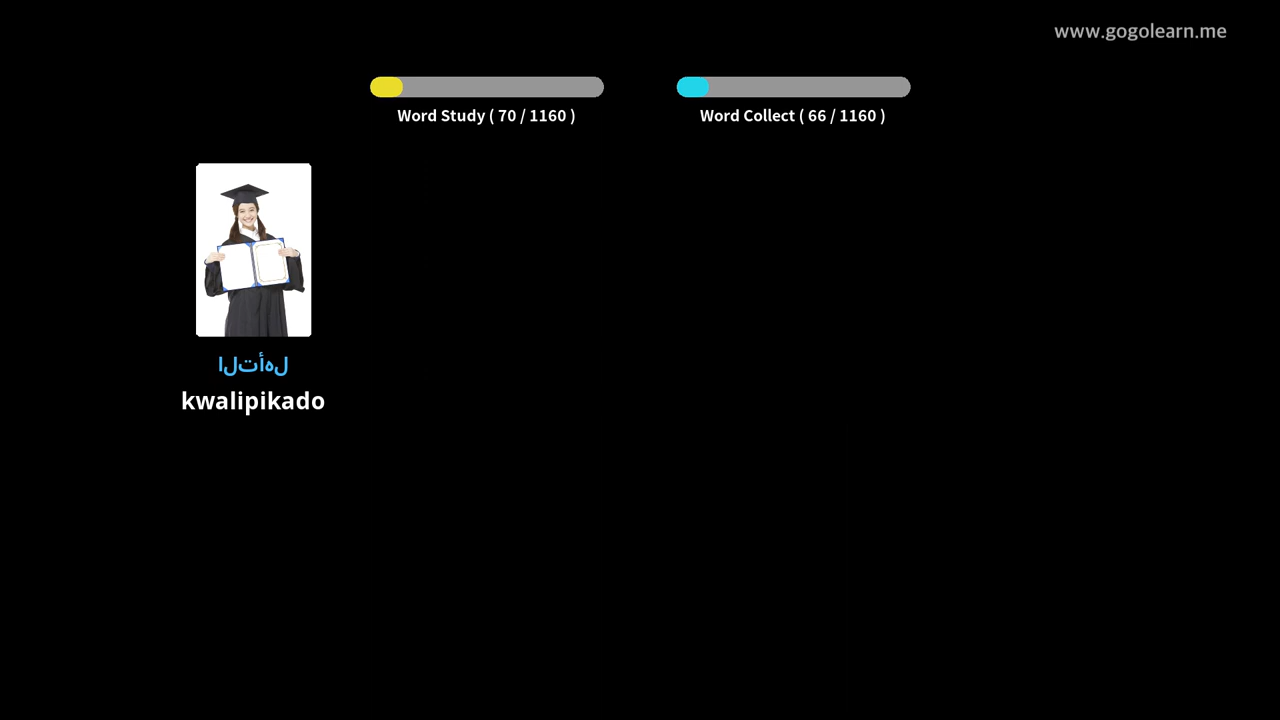 www.gogolearn.me
Word Study ( 70 / 1160 )
Word Collect ( 66 / 1160 )
التأهل
kwalipikado